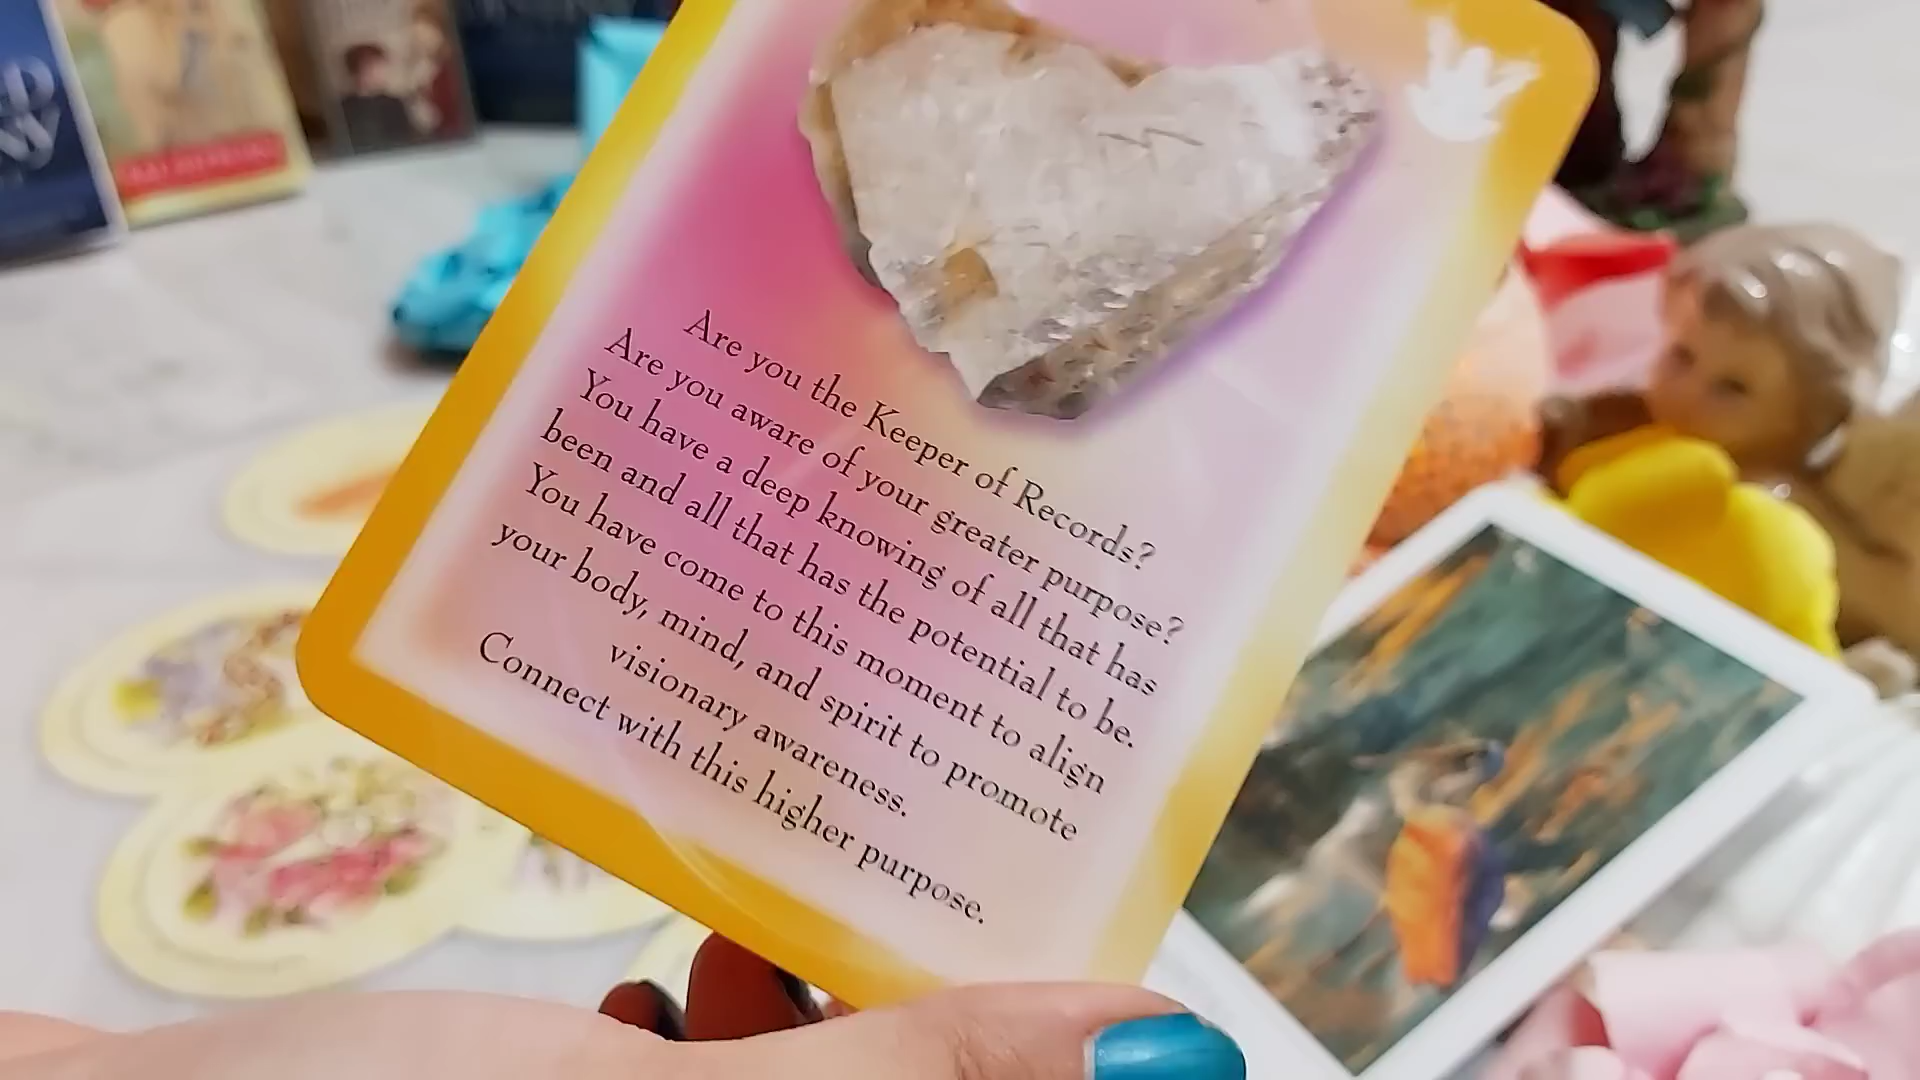 Are you the Keeper of Records?
Are you aware of your greater purpose?
You have a deep knowing of all that has
been and all that has the potential to be.
You have come to this moment to align
your body, mind, and spirit to promote
visionary awareness.
Connect with this higher purpose.